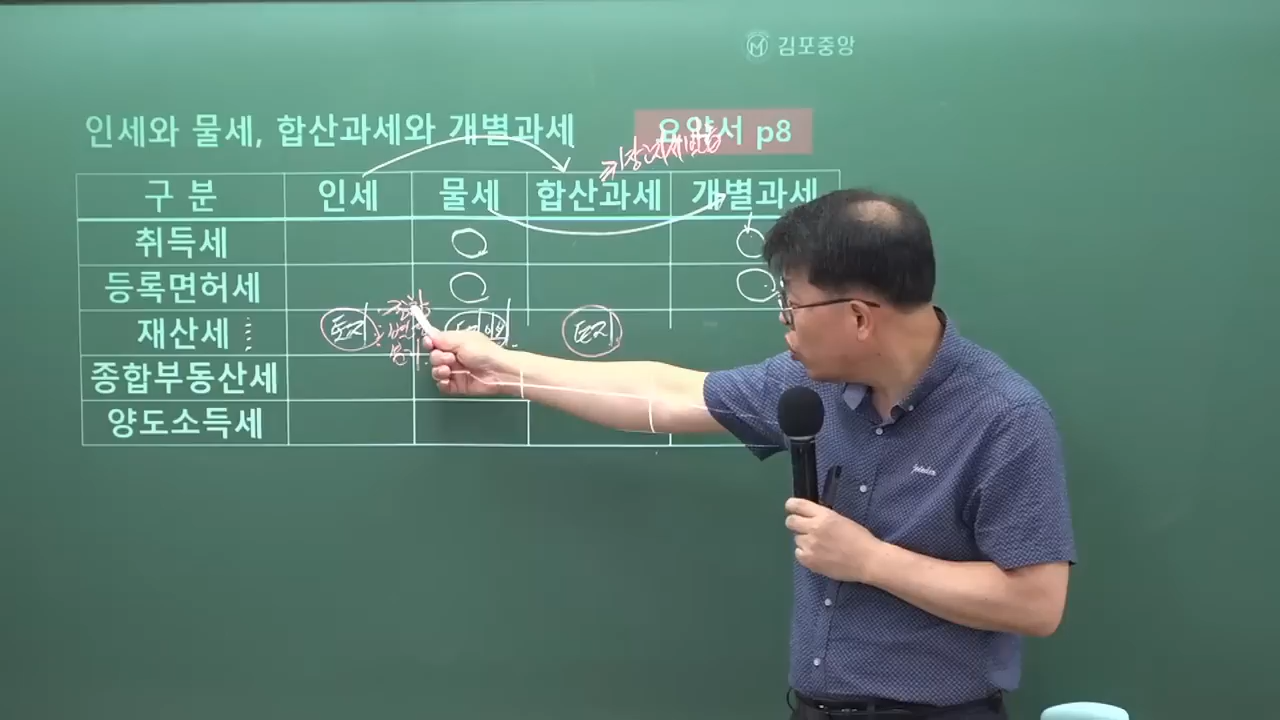 김포중앙
인세와 물세, 합산과세와 개별과세 요약서 p8
구 분 인세 물세 합산과세 개별과세
취득세
등록면허세
재산세 토지 토지
종합부동산세
양도소득세